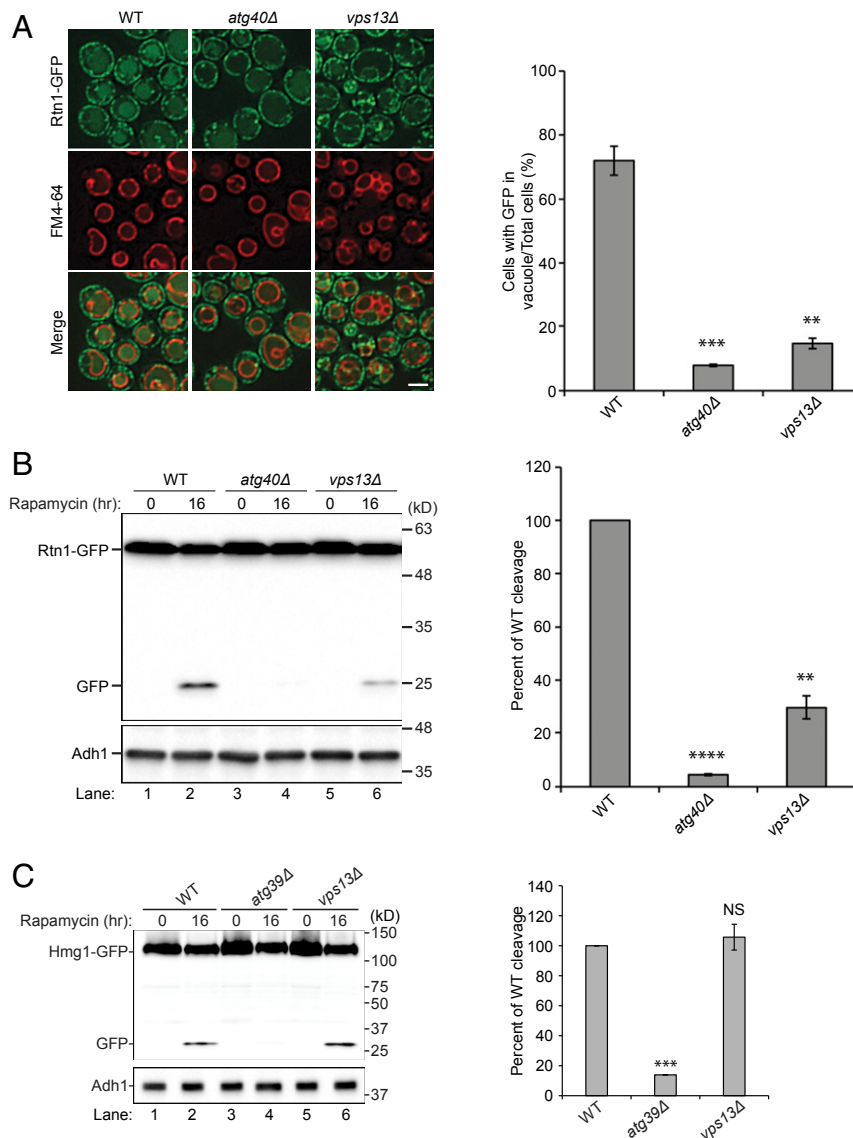 A
WT
atg40Δ
vps13Δ
Rtn1-GFP
FM4-64
Merge
Cells with GFP in
vacuole/Total cells (%)
100
80
60
40
20
0
***
**
WT
atg40Δ
vps13Δ
B
WT
atg40Δ
vps13Δ
Rapamycin (hr): 0 16 0 16 0 16 (kD)
63
Rtn1-GFP
48
35
GFP
25
48
Adh1
35
Lane: 1 2 3 4 5 6
Percent of WT cleavage
120
100
80
60
40
20
0
****
**
WT
atg40Δ
vps13Δ
C
WT
atg39Δ
vps13Δ
Rapamycin (hr): 0 16 0 16 0 16 (kD)
150
Hmg1-GFP
100
75
50
37
GFP
25
Adh1
37
Lane: 1 2 3 4 5 6
Percent of WT cleavage
140
120
100
80
60
40
20
0
***
NS
WT
atg39Δ
vps13Δ